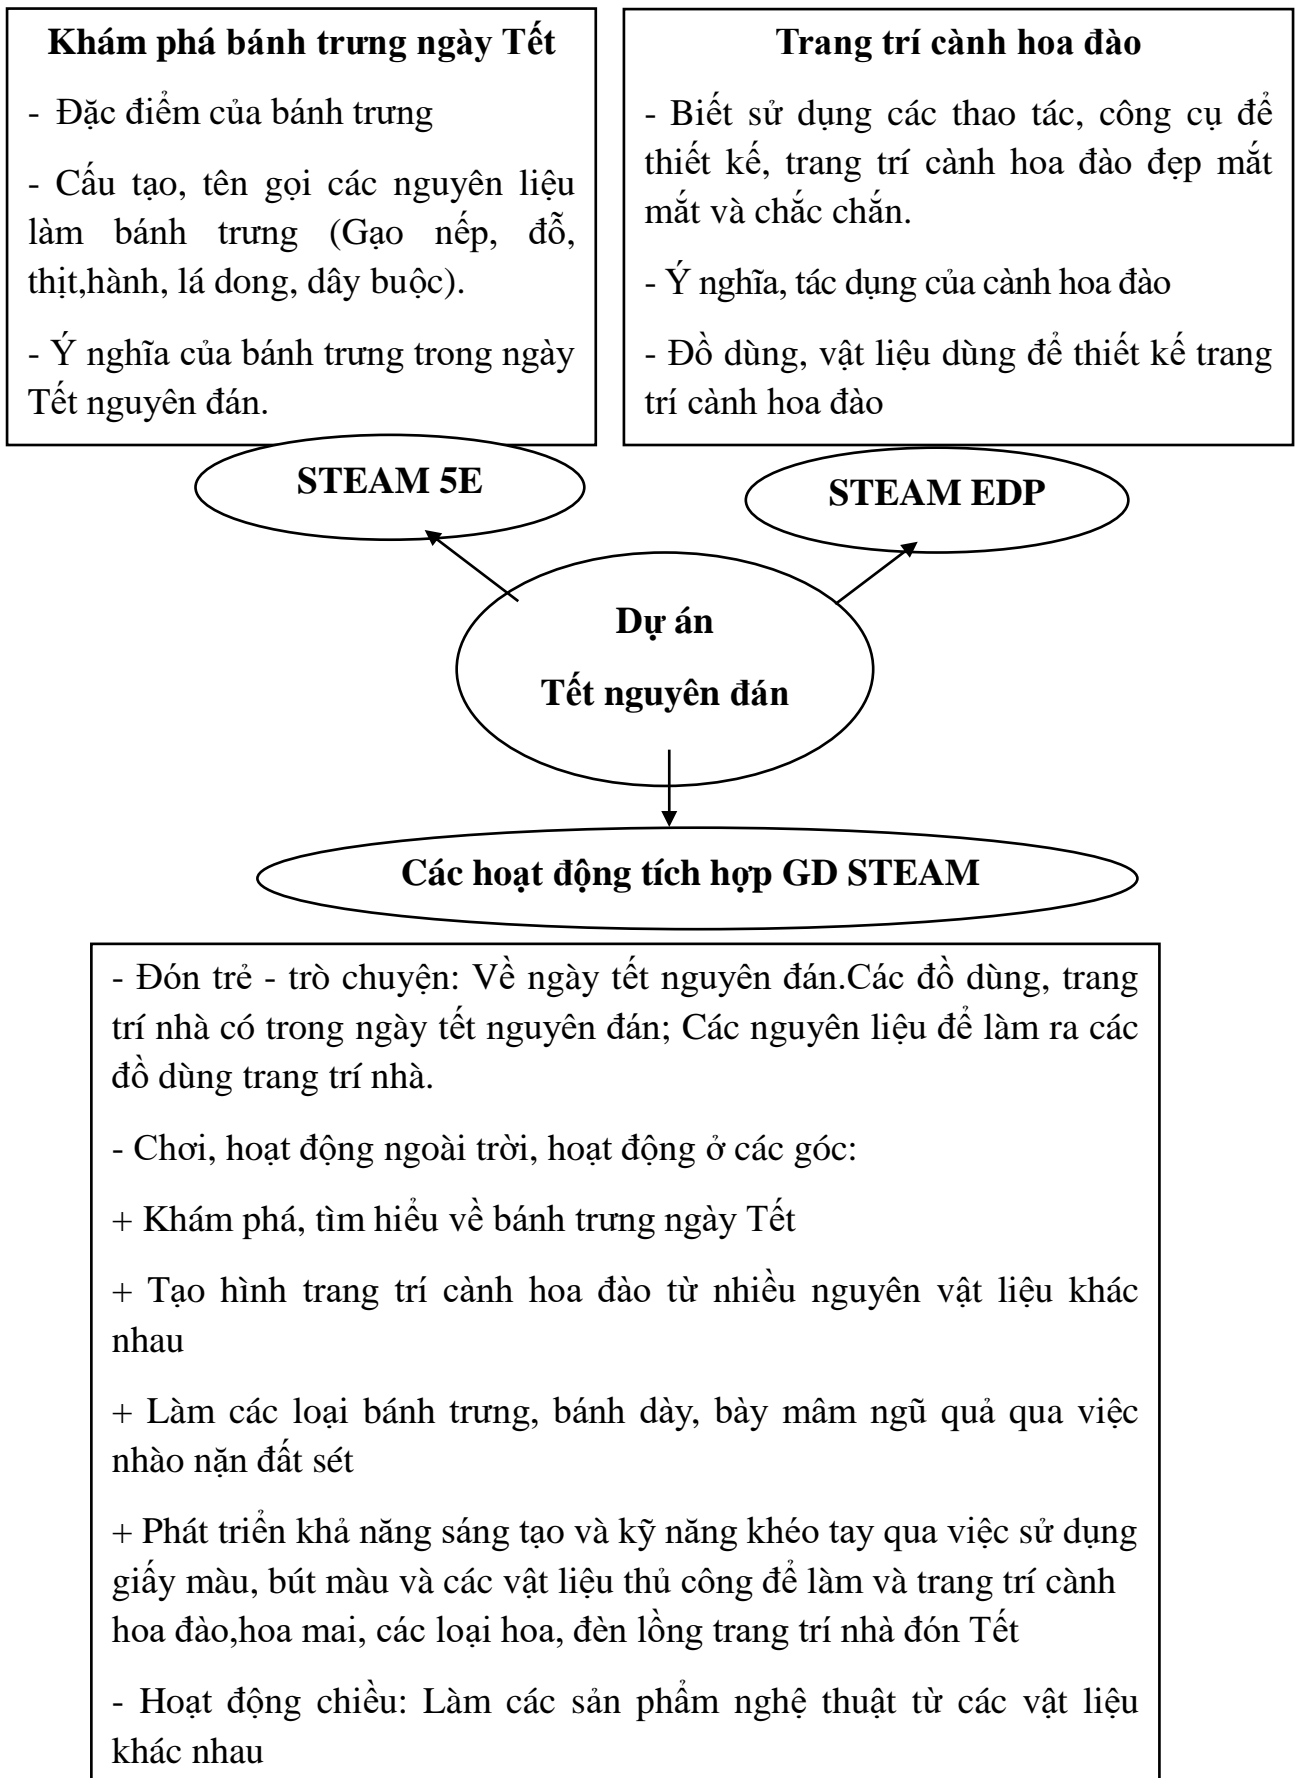 Khám phá bánh trưng ngày Tết
- Đặc điểm của bánh trưng
- Cấu tạo, tên gọi các nguyên liệu
làm bánh trưng (Gạo nếp, đỗ,
thịt,hành, lá dong, dây buộc).
- Ý nghĩa của bánh trưng trong ngày
Tết nguyên đán.
Trang trí cành hoa đào
- Biết sử dụng các thao tác, công cụ để
thiết kế, trang trí cành hoa đào đẹp mắt
mắt và chắc chắn.
- Ý nghĩa, tác dụng của cành hoa đào
- Đồ dùng, vật liệu dùng để thiết kế trang
trí cành hoa đào
STEAM 5E
STEAM EDP
Dự án
Tết nguyên đán
Các hoạt động tích hợp GD STEAM
- Đón trẻ - trò chuyện: Về ngày tết nguyên đán.Các đồ dùng, trang
trí nhà có trong ngày tết nguyên đán; Các nguyên liệu để làm ra các
đồ dùng trang trí nhà.
- Chơi, hoạt động ngoài trời, hoạt động ở các góc:
+ Khám phá, tìm hiểu về bánh trưng ngày Tết
+ Tạo hình trang trí cành hoa đào từ nhiều nguyên vật liệu khác
nhau
+ Làm các loại bánh trưng, bánh dày, bày mâm ngũ quả qua việc
nhào nặn đất sét
+ Phát triển khả năng sáng tạo và kỹ năng khéo tay qua việc sử dụng
giấy màu, bút màu và các vật liệu thủ công để làm và trang trí cành
hoa đào,hoa mai, các loại hoa, đèn lồng trang trí nhà đón Tết
- Hoạt động chiều: Làm các sản phẩm nghệ thuật từ các vật liệu
khác nhau